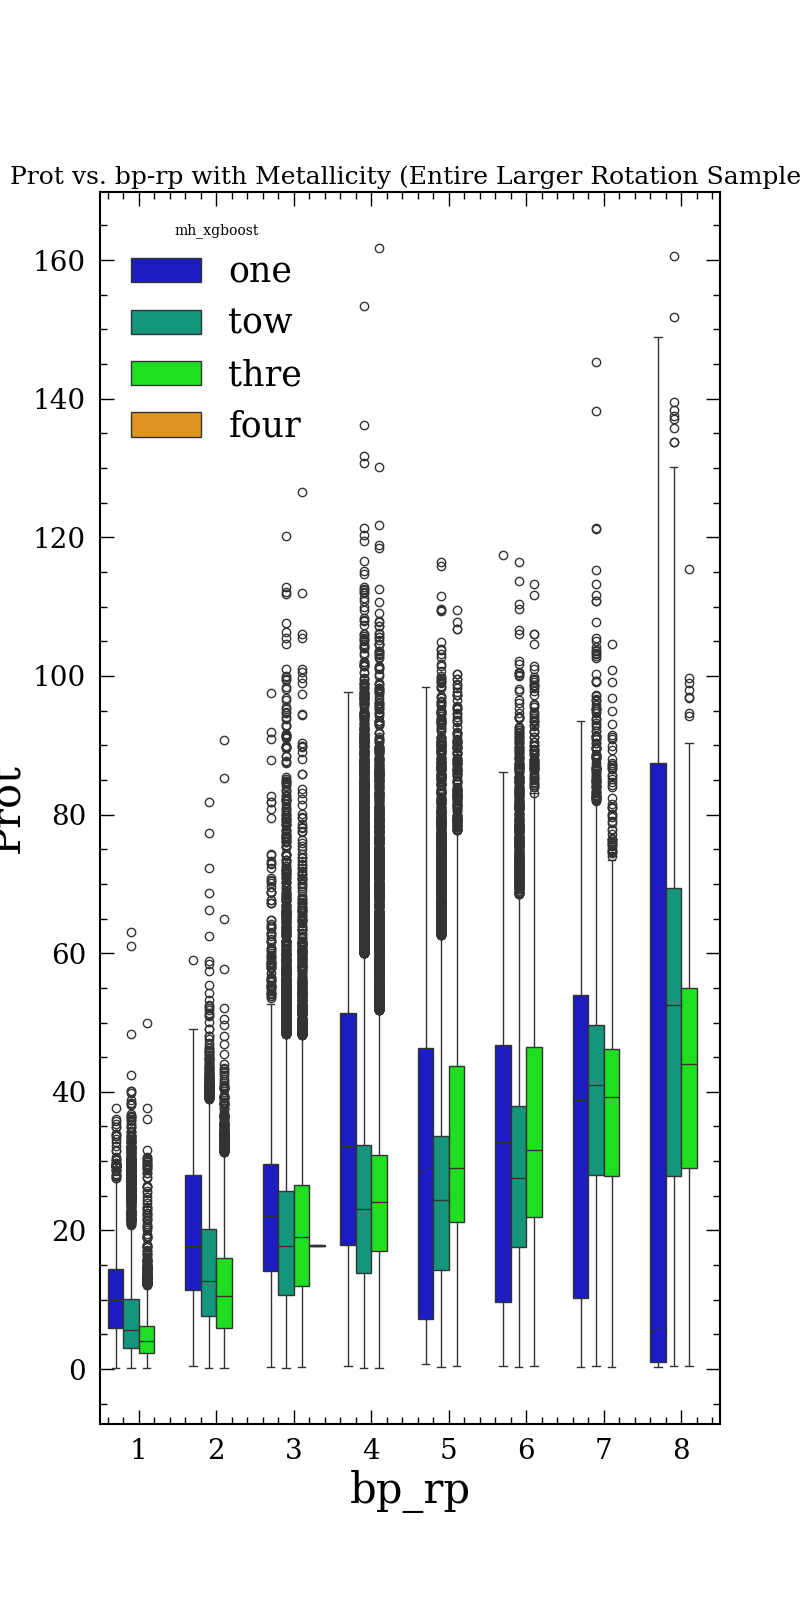 Prot vs. bp-rp with Metallicity (Entire Larger Rotation Sample
mh_xgboost
one
tow
thre
four
160
140
120
100
80
60
40
20
0
Prot
1 2 3 4 5 6 7 8
bp_rp